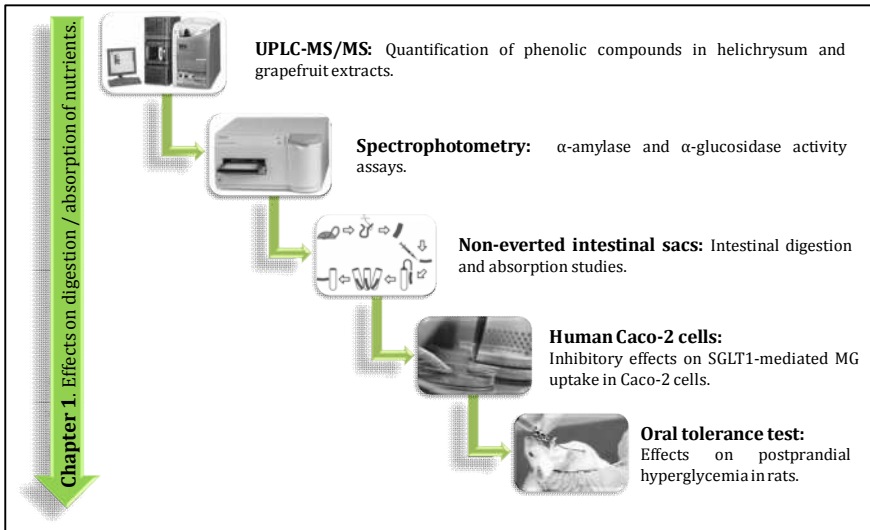 Chapter 1. Effects on digestion / absorption of nutrients.
UPLC-MS/MS: Quantification of phenolic compounds in helichrysum and
grapefruit extracts.
Spectrophotometry: α-amylase and α-glucosidase activity
assays.
Non-everted intestinal sacs: Intestinal digestion
and absorption studies.
Human Caco-2 cells:
Inhibitory effects on SGLT1-mediated MG
uptake in Caco-2 cells.
Oral tolerance test:
Effects on postprandial
hyperglycemia in rats.